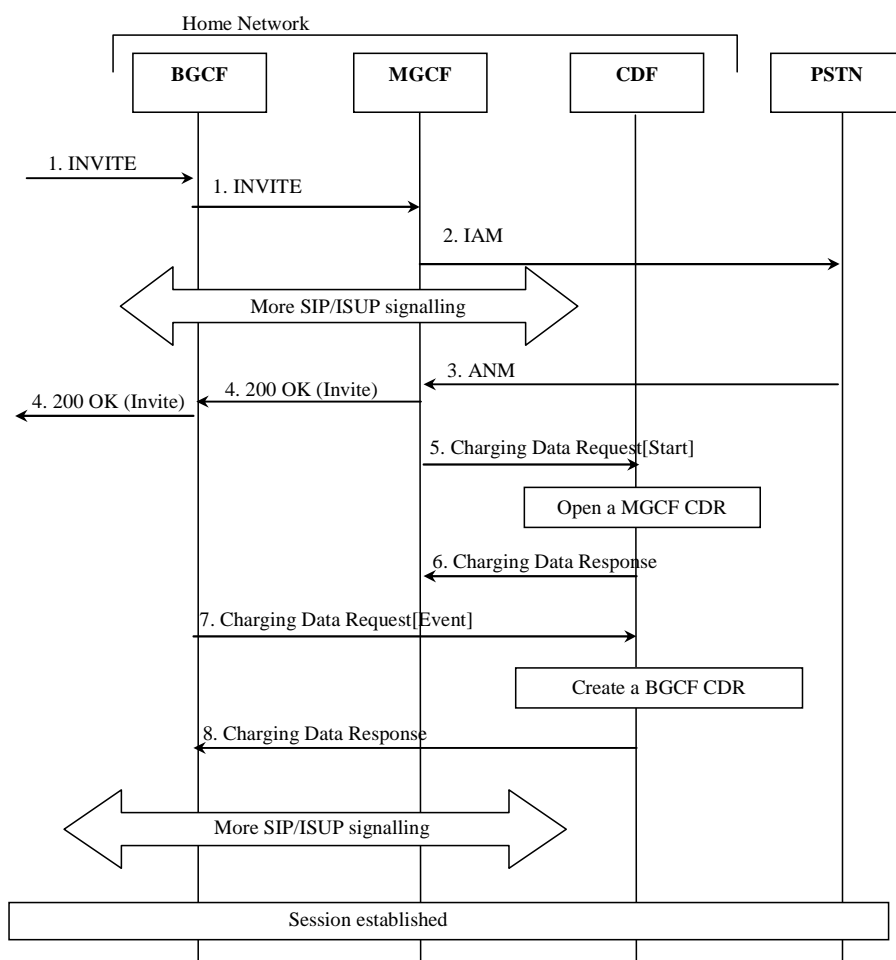 Home Network
BGCF
MGCF
CDF
PSTN
1. INVITE
1. INVITE
2. IAM
More SIP/ISUP signalling
3. ANM
4. 200 OK (Invite)
4. 200 OK (Invite)
5. Charging Data Request[Start]
Open a MGCF CDR
6. Charging Data Response
7. Charging Data Request[Event]
Create a BGCF CDR
8. Charging Data Response
More SIP/ISUP signalling
Session established